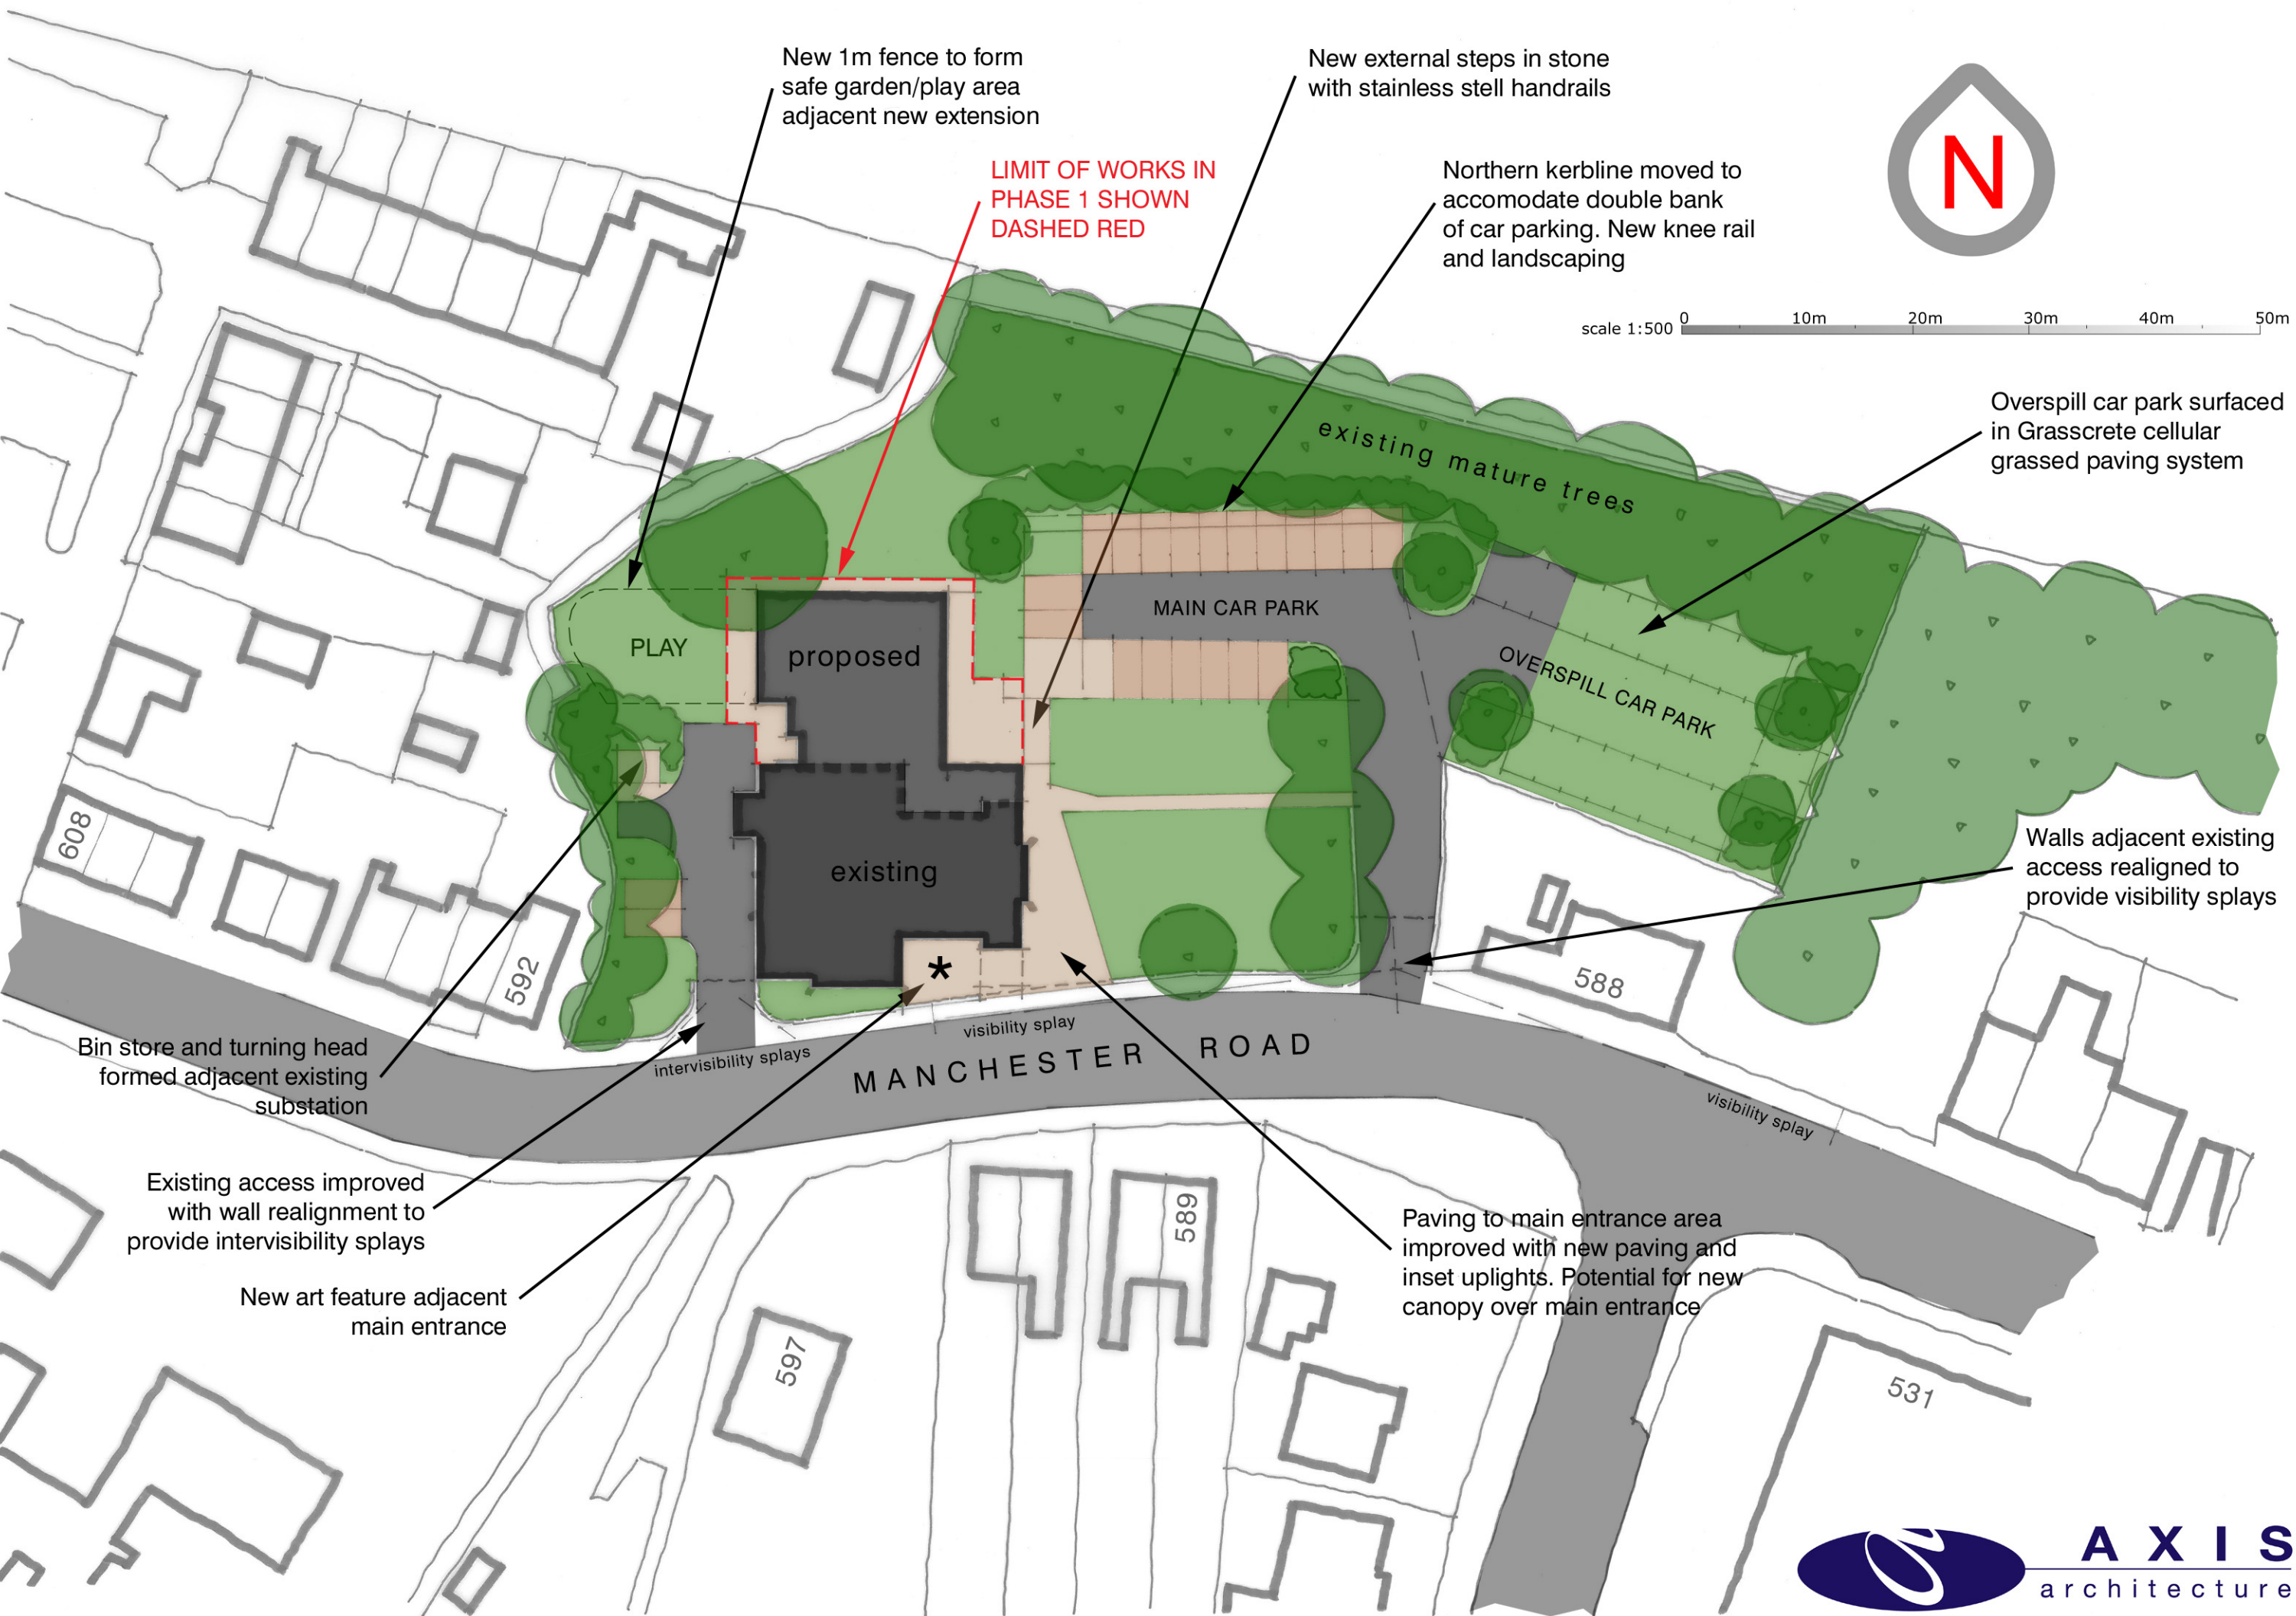 New 1m fence to form
safe garden/play area
adjacent new extension
New external steps in stone
with stainless stell handrails
LIMIT OF WORKS IN
PHASE 1 SHOWN
DASHED RED
Northern kerbline moved to
accomodate double bank
of car parking. New knee rail
and landscaping
N
scale 1:500
0 10m 20m 30m 40m 50m
Overspill car park surfaced
in Grasscrete cellular
grassed paving system
existing mature trees
MAIN CAR PARK
PLAY
proposed
OVERSPILL CAR PARK
existing
*
608
592
588
Walls adjacent existing
access realigned to
provide visibility splays
visibility splay
intervisibility splays
MANCHESTER ROAD
visibility splay
Bin store and turning head
formed adjacent existing
substation
Existing access improved
with wall realignment to
provide intervisibility splays
New art feature adjacent
main entrance
Paving to main entrance area
improved with new paving and
inset uplights. Potential for new
canopy over main entrance
589
597
531
AXIS
architecture